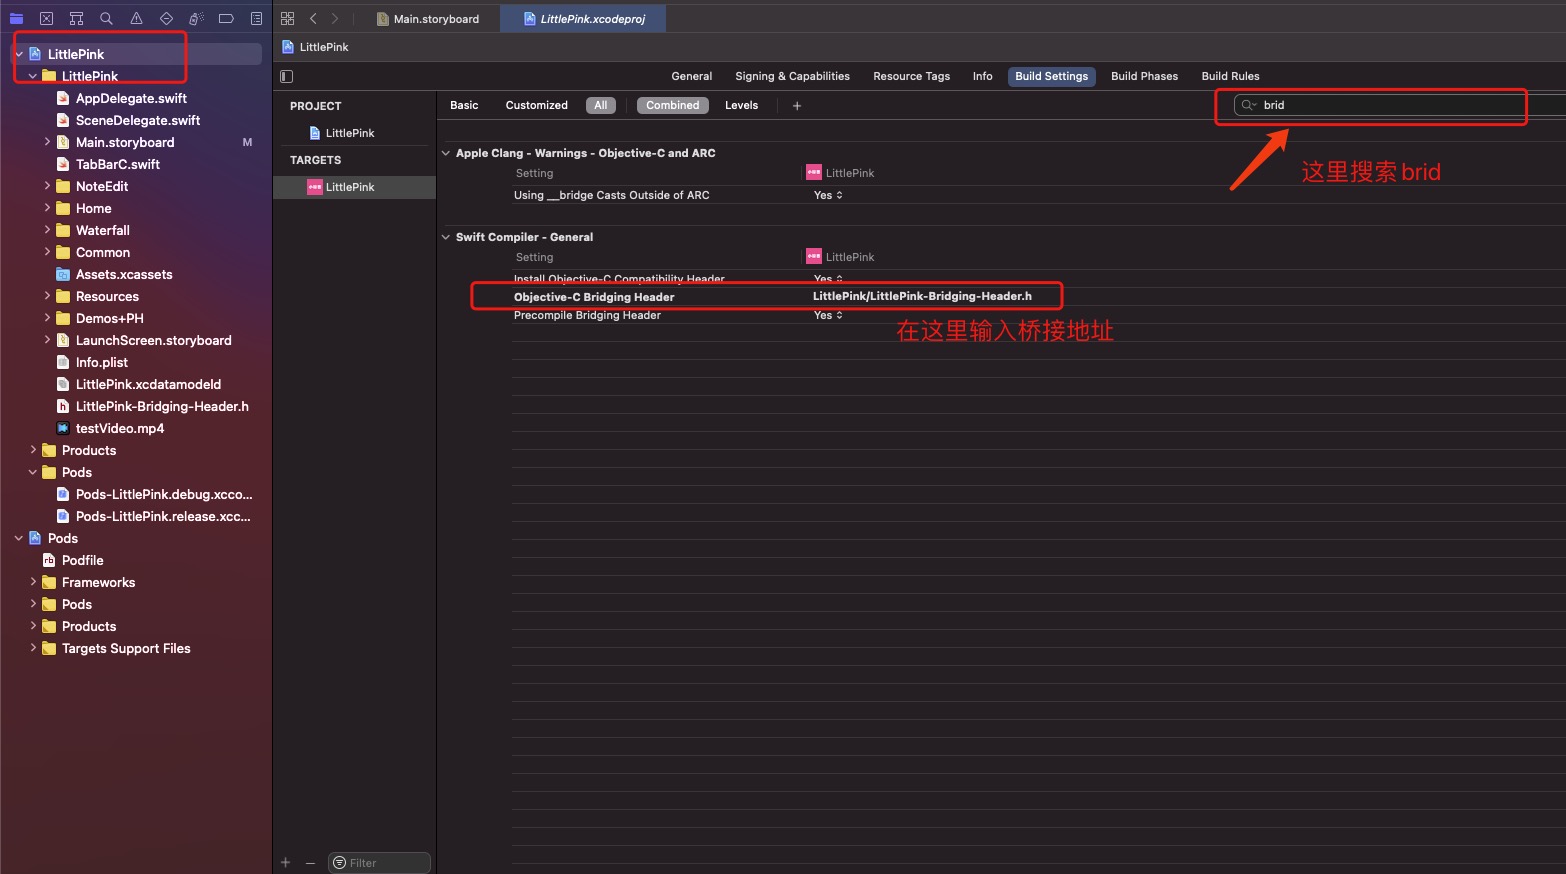 Main.storyboard
LittlePink.xcodeproj
LittlePink
LittlePink
LittlePink
AppDelegate.swift
SceneDelegate.swift
Main.storyboard M
TabBarC.swift
NoteEdit
Home
Waterfall
Common
Assets.xcassets
Resources
Demos+PH
LaunchScreen.storyboard
Info.plist
LittlePink.xcdatamodeld
LittlePink-Bridging-Header.h
testVideo.mp4
Products
Pods
Pods-LittlePink.debug.xcco...
Pods-LittlePink.release.xcc...
Pods
Podfile
Frameworks
Pods
Products
Targets Support Files
PROJECT
LittlePink
TARGETS
LittlePink
Filter
General Signing & Capabilities Resource Tags Info Build Settings Build Phases Build Rules
Basic Customized All Combined Levels +
brid
这里搜索brid
Apple Clang - Warnings - Objective-C and ARC
Setting LittlePink
Using __bridge Casts Outside of ARC Yes
Swift Compiler - General
Setting LittlePink
Install Objective-C Compatibility Header Yes
Objective-C Bridging Header LittlePink/LittlePink-Bridging-Header.h
Precompile Bridging Header Yes
在这里输入桥接地址